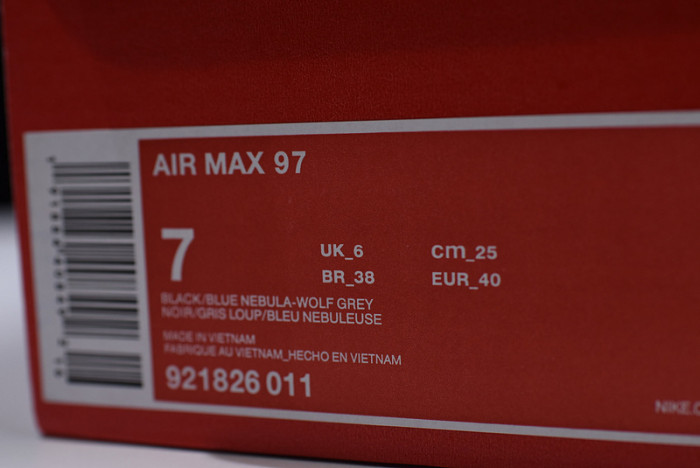 AIR MAX 97
7
UK_6 cm_25
BR_38 EUR_40
BLACK/BLUE NEBULA-WOLF GREY
NOIR/GRIS LOUP/BLEU NEBULEUSE
MADE IN VIETNAM
FABRIQUE AU VIETNAM_HECHO EN VIETNAM
921826 011
NIKE.C